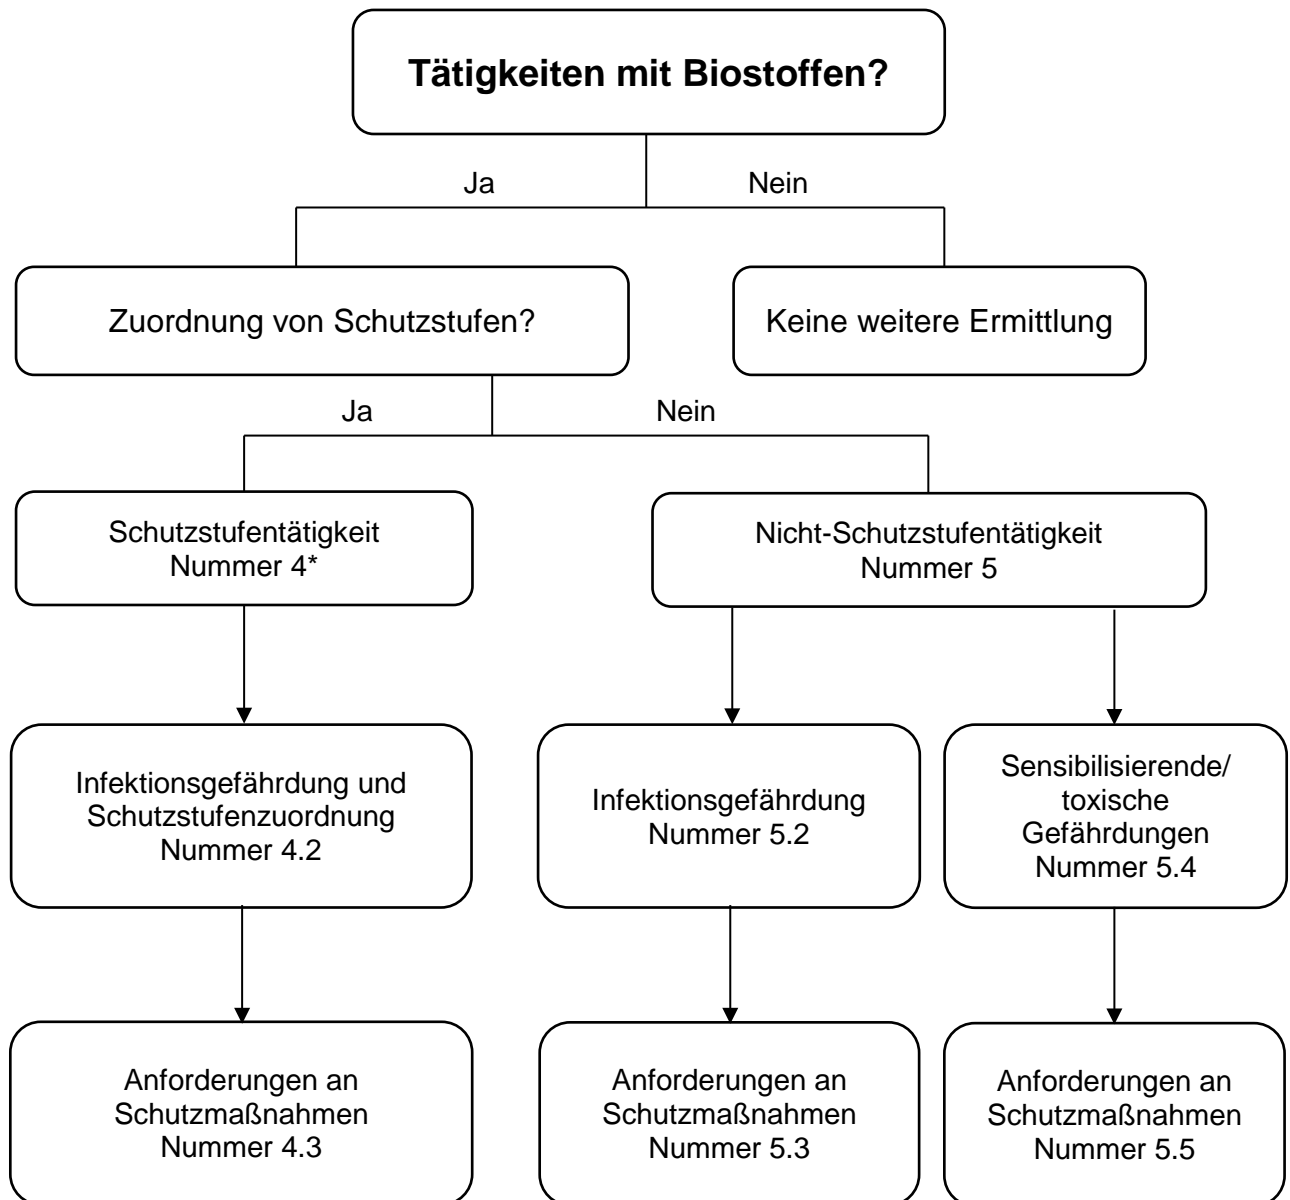 Tätigkeiten mit Biostoffen?
Ja
Nein
Zuordnung von Schutzstufen?
Keine weitere Ermittlung
Ja
Nein
Schutzstufentätigkeit
Nummer 4*
Nicht-Schutzstufentätigkeit
Nummer 5
Infektionsgefährdung und
Schutzstufenzuordnung
Nummer 4.2
Infektionsgefährdung
Nummer 5.2
Sensibilisierende/
toxische
Gefährdungen
Nummer 5.4
Anforderungen an
Schutzmaßnahmen
Nummer 4.3
Anforderungen an
Schutzmaßnahmen
Nummer 5.3
Anforderungen an
Schutzmaßnahmen
Nummer 5.5